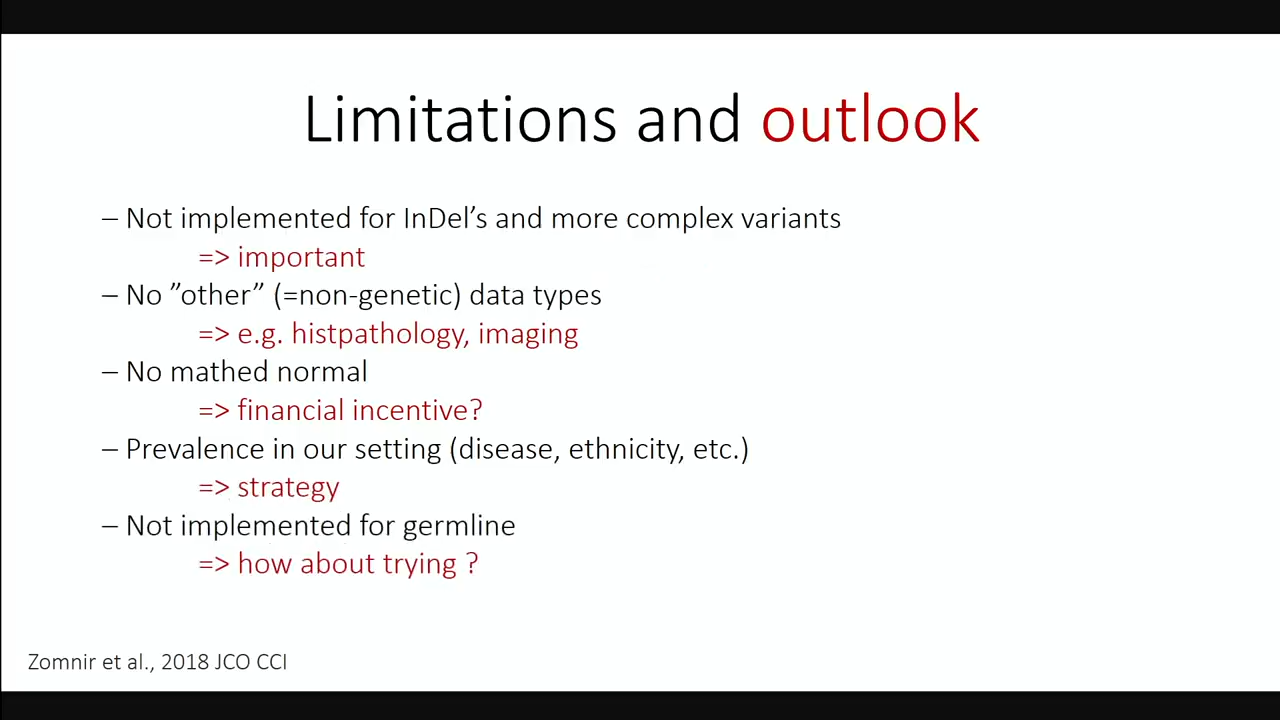 Limitations and outlook
– Not implemented for InDel’s and more complex variants
=> important
– No ”other” (=non-genetic) data types
=> e.g. histpathology, imaging
– No mathed normal
=> financial incentive?
– Prevalence in our setting (disease, ethnicity, etc.)
=> strategy
– Not implemented for germline
=> how about trying ?
Zomnir et al., 2018 JCO CCI